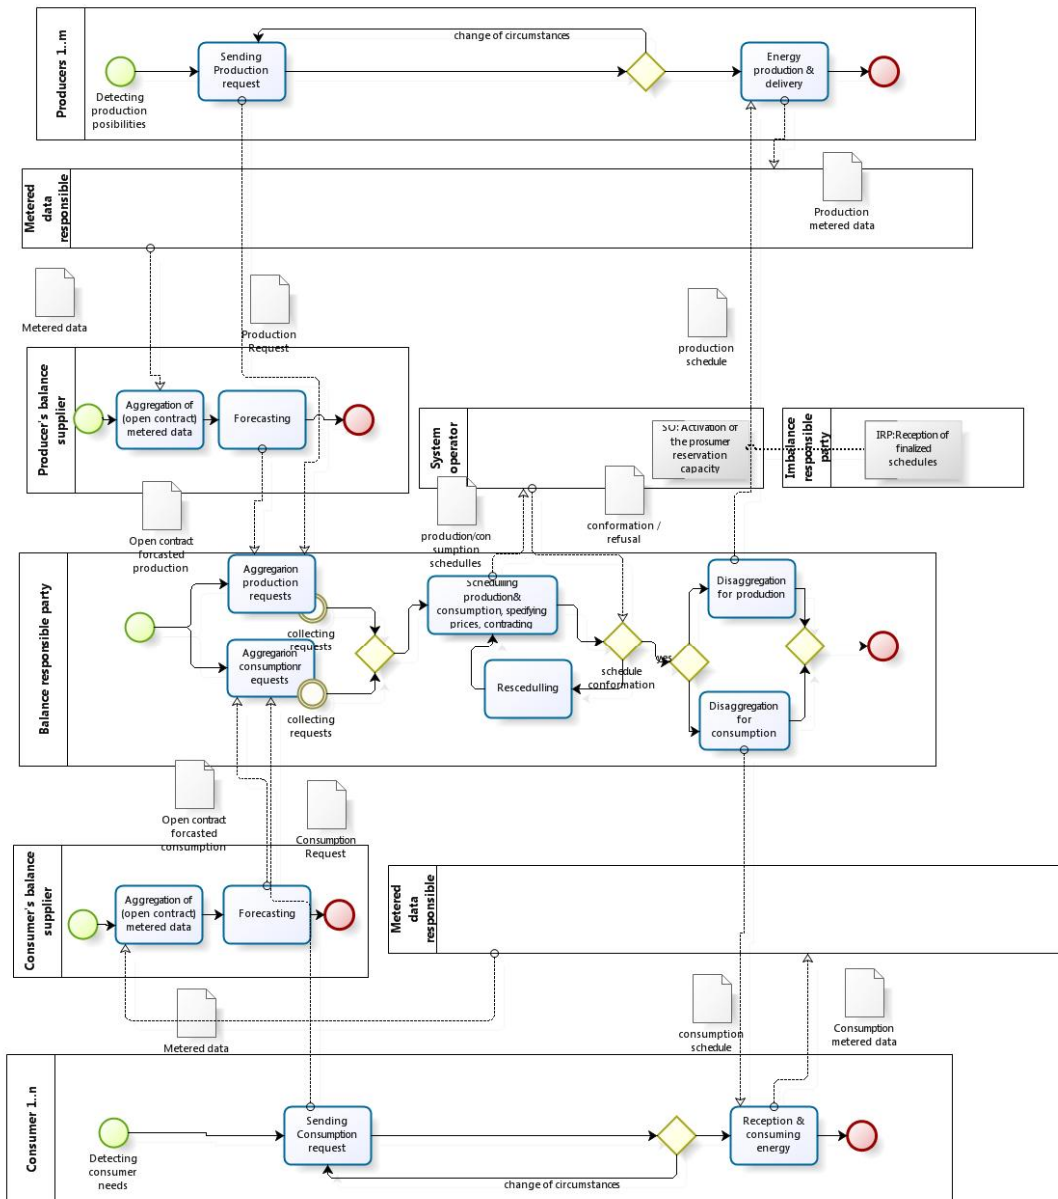 Producers 1..m
change of circumstances
Sending
Production
request
Energy
production &
delivery
Detecting
production
posibilities
Metered
data
responsible
Production
metered data
Metered data
Production
Request
production
schedule
Producer's balance
supplier
Aggregation of
(open contract)
metered data
Forecasting
System
operator
SO: Activation of
the prosumer
reservation
capacity
Imbalance
responsible
party
IRP:Reception of
finalized
schedules
Open contract
forcasted
production
production/con
sumption
schedulles
conformation /
refusal
Balance responsible party
Aggregarion
production
requests
collecting
requests
Aggregarion
consumtionr
equests
collecting
requests
Schedulling
production&
consumption, specifying
prices, contracting
Rescedulling
schedule
conformation
yes
Disaggregation
for production
Disaggregation
for
consumption
Open contract
forcasted
consumption
Consumption
Request
Consumer's balance
supplier
Aggregation of
(open contract)
metered data
Forecasting
Metered
data
responsible
Metered data
consumption
schedule
Consumption
metered data
Consumer 1..n
Detecting
consumer
needs
Sending
Consumption
request
Reception &
consuming
energy
change of circumstances